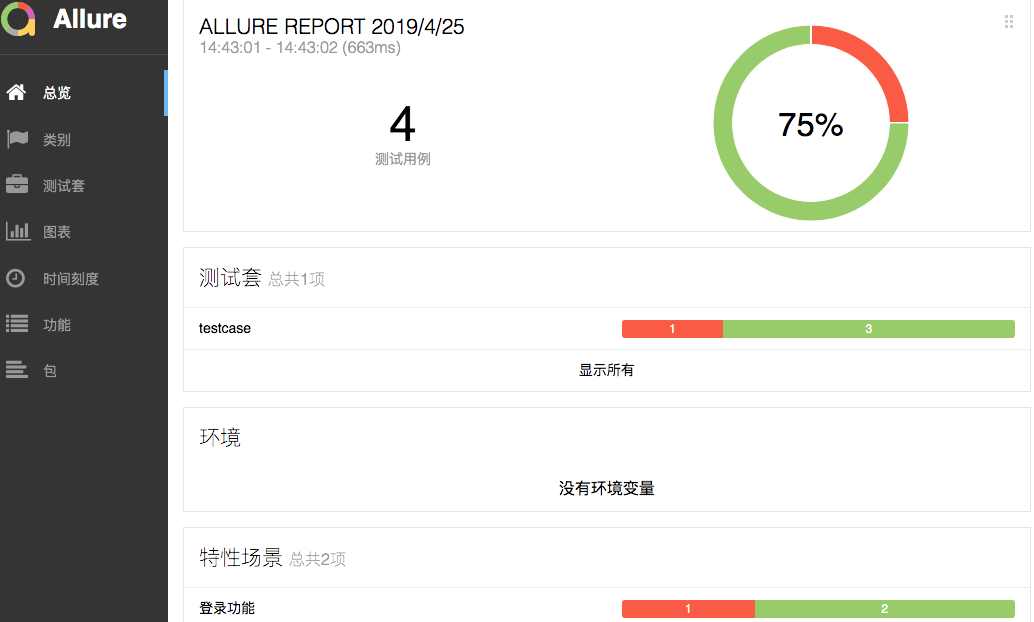 Allure
总览
类别
测试套
图表
时间刻度
功能
包
ALLURE REPORT 2019/4/25
14:43:01 - 14:43:02 (663ms)
4
测试用例
75%
测试套 总共1项
testcase
1 3
显示所有
环境
没有环境变量
特性场景 总共2项
登录功能
1 2